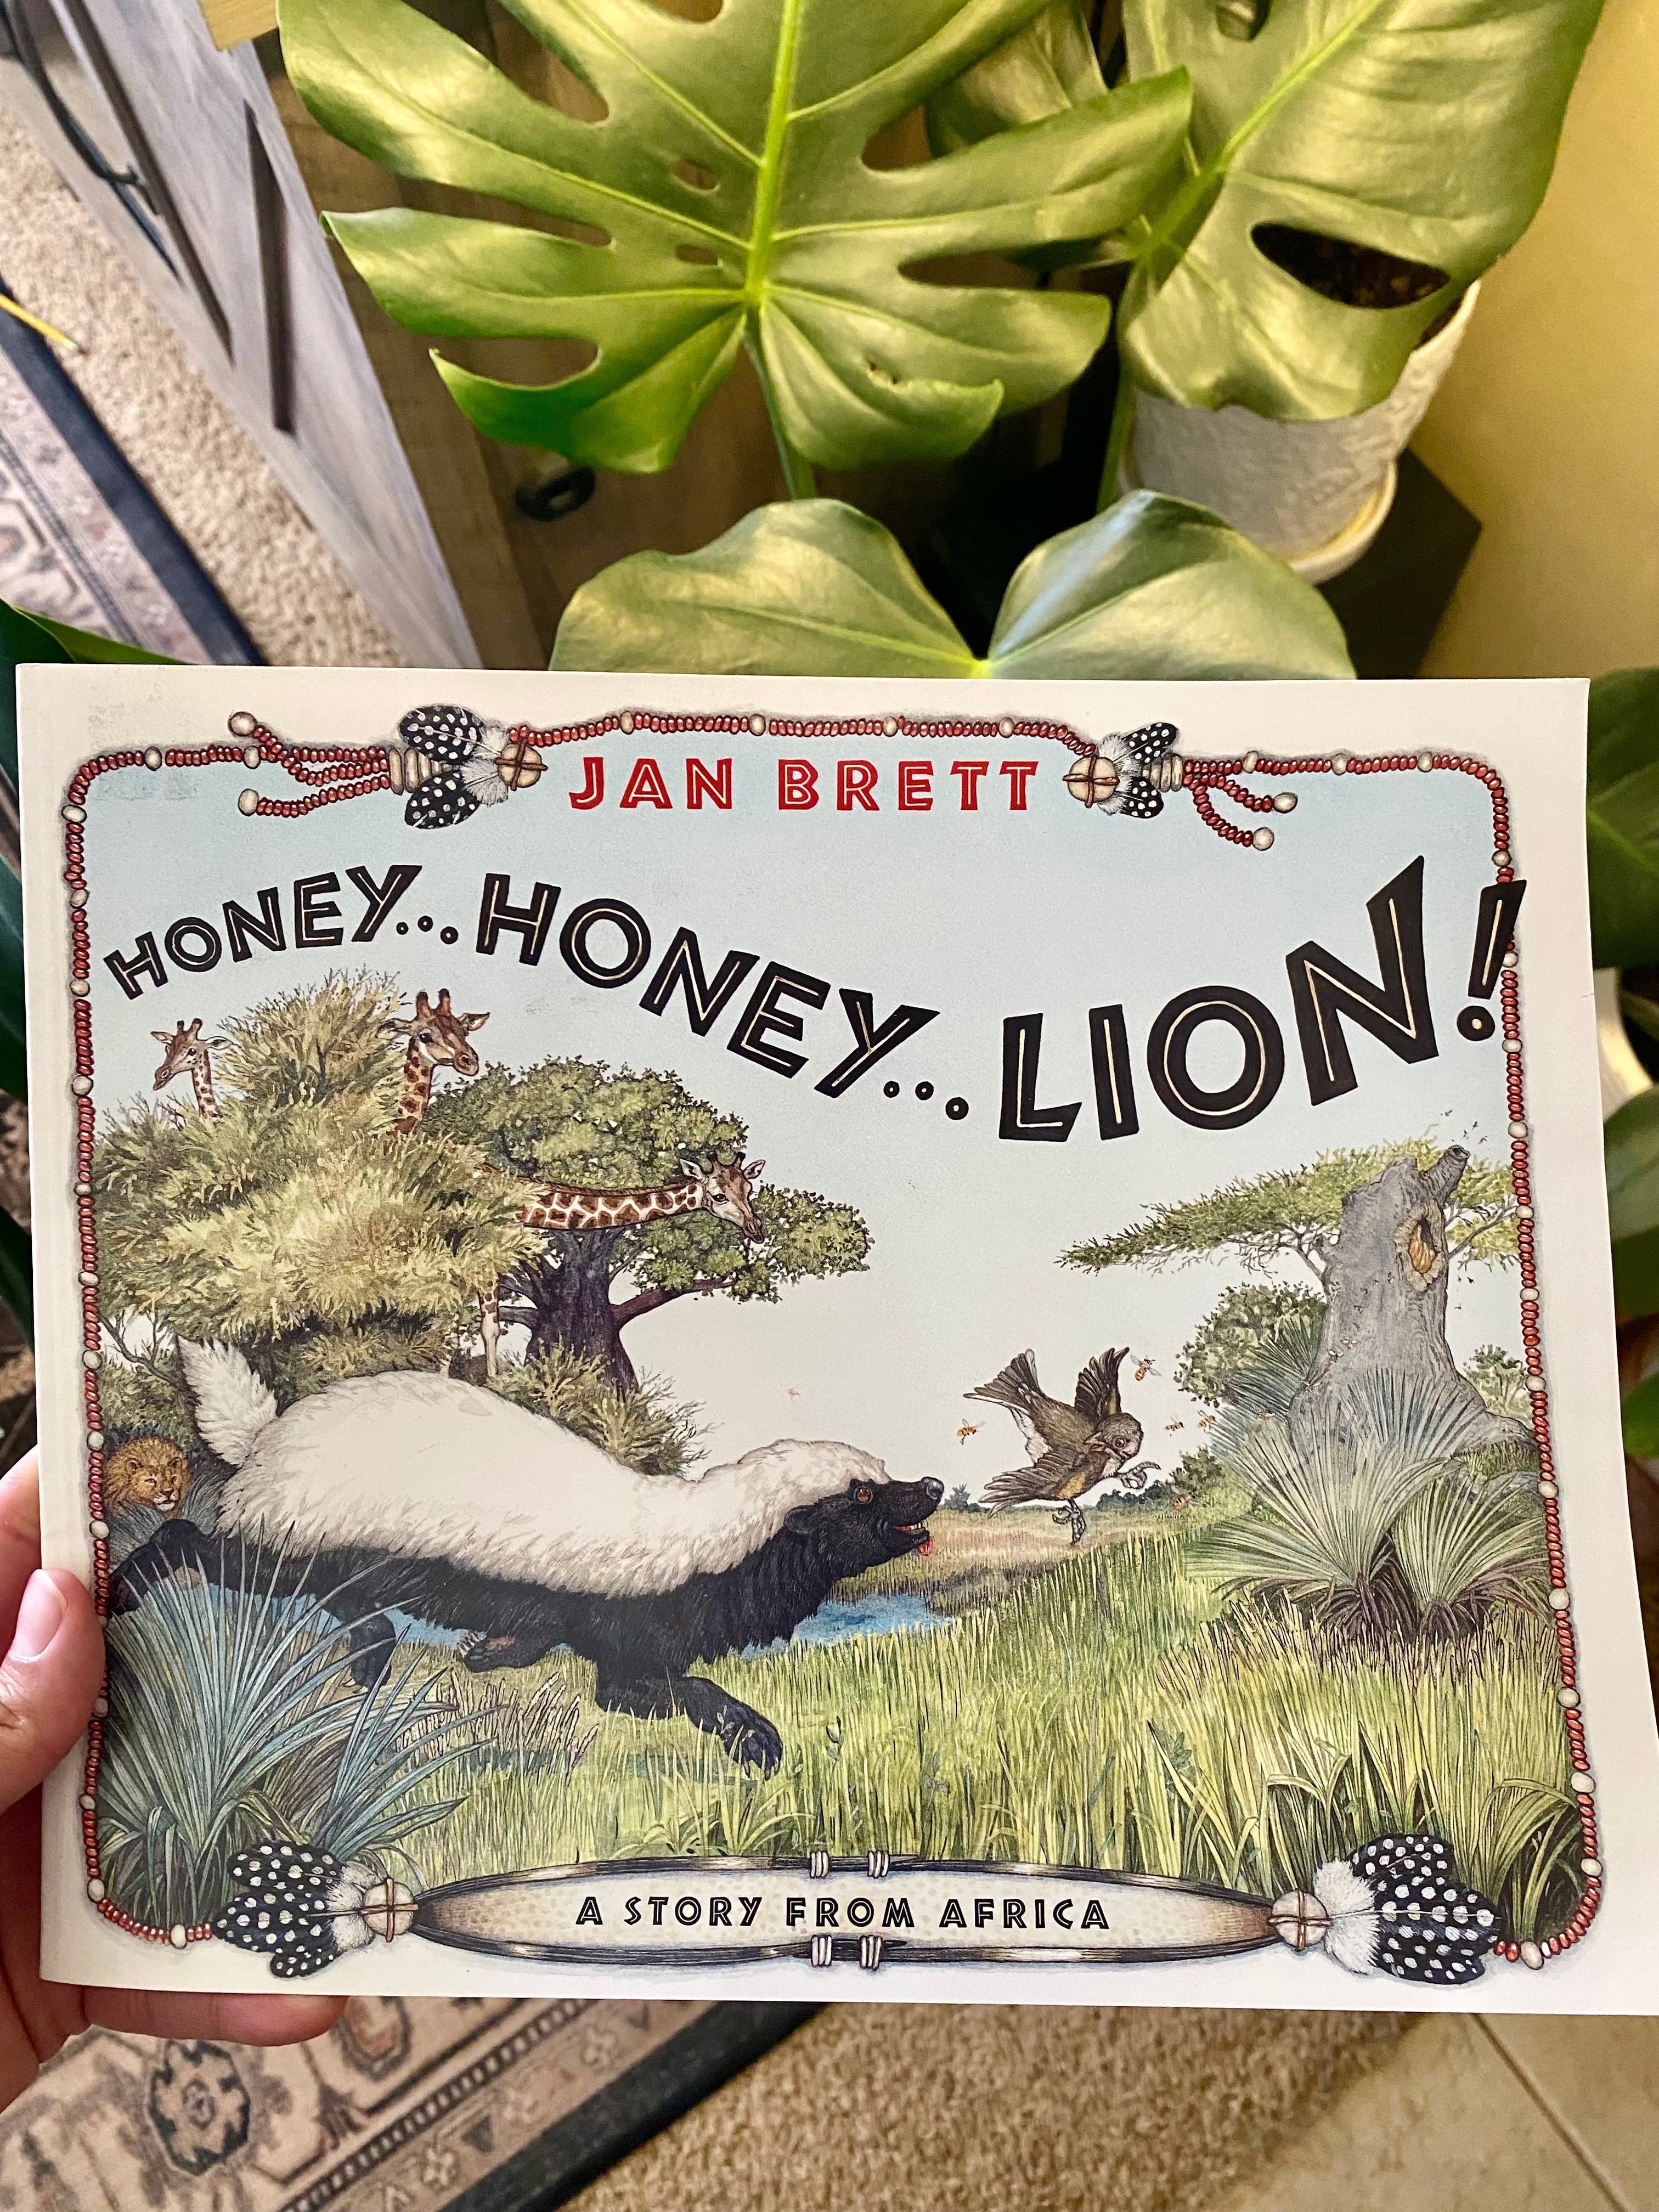 JAN BRETT
HONEY...HONEY...LION!
A STORY FROM AFRICA